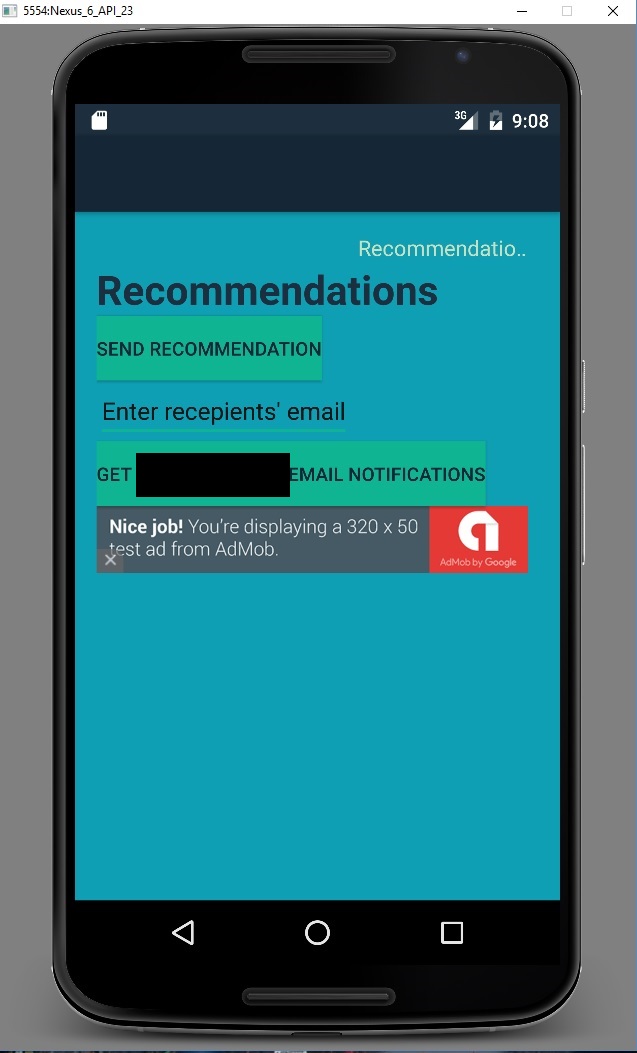 5554:Nexus_6_API_23
3G 9:08
Recommendatio..
Recommendations
SEND RECOMMENDATION
Enter recepients' email
GET EMAIL NOTIFICATIONS
Nice job! You're displaying a 320 x 50
test ad from AdMob.
AdMob by Google